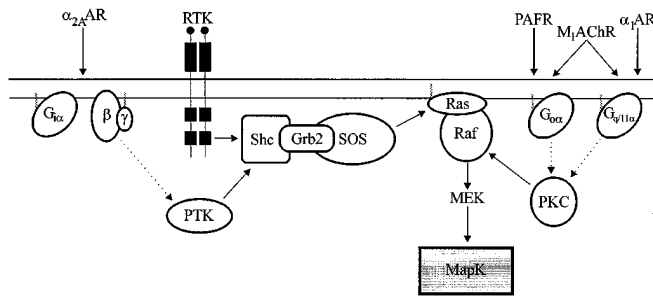 α2AAR
RTK
PAFR
M1AChR
α1AR
Giα
β
γ
Shc
Grb2
SOS
Ras
Raf
Goα
Gq/11α
PTK
MEK
PKC
MapK